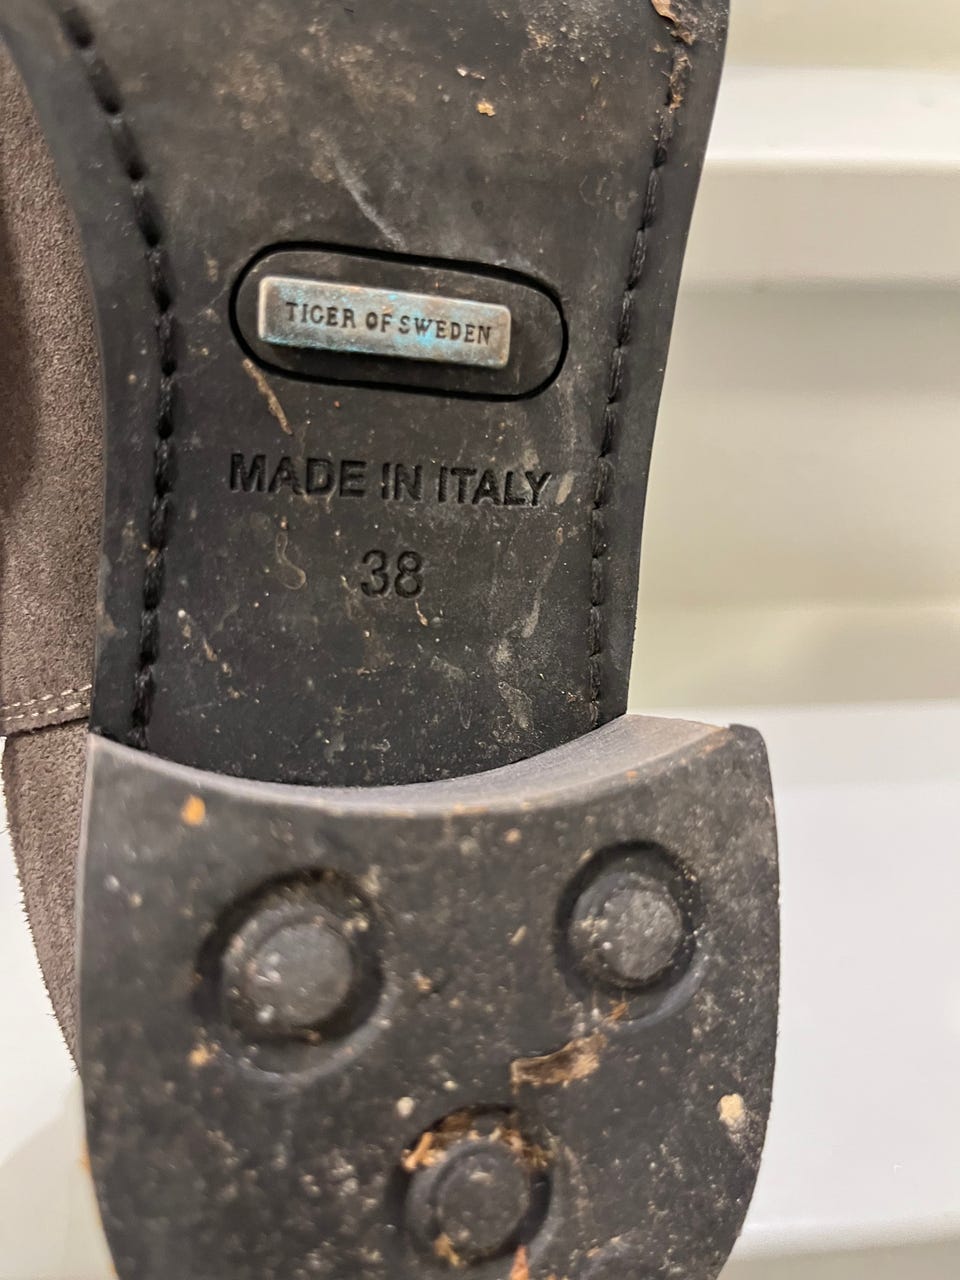 TIGER OF SWEDEN
MADE IN ITALY
38